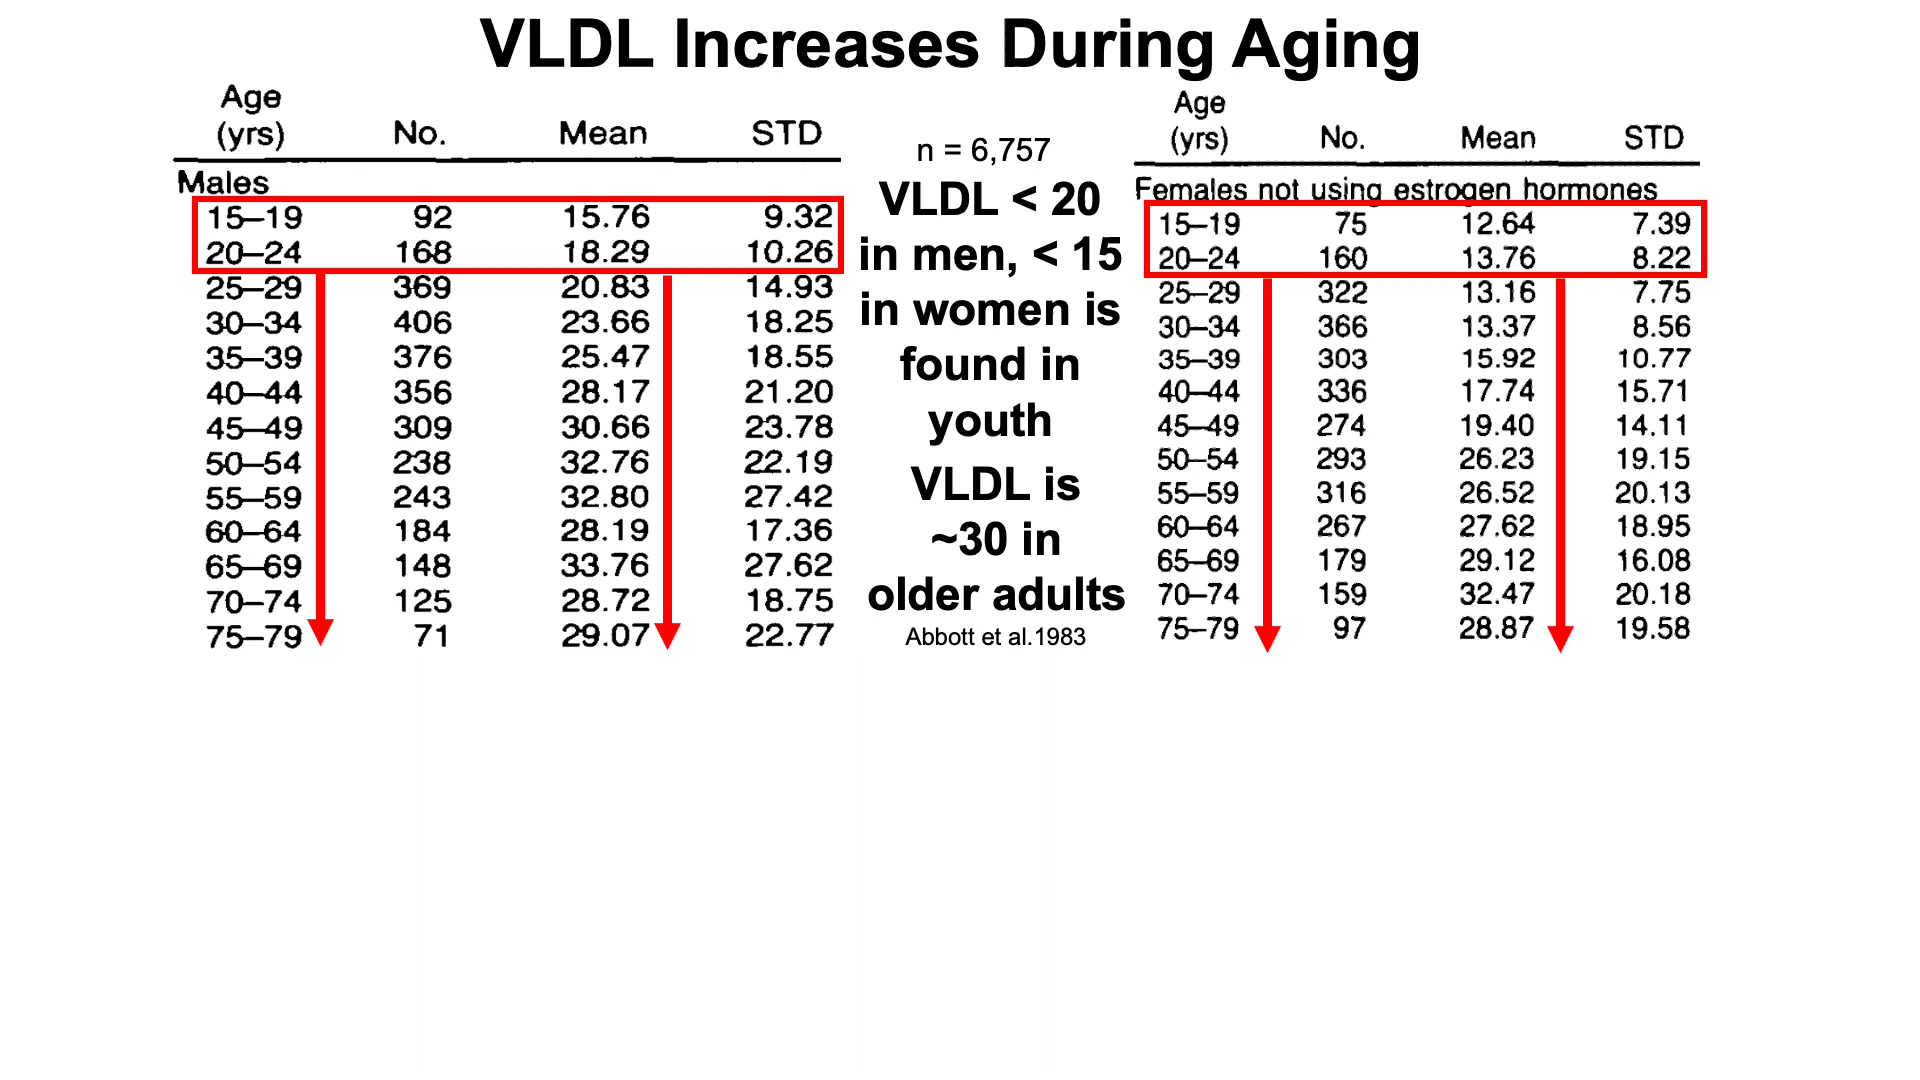 VLDL Increases During Aging
Age
(yrs) No. Mean STD
Males
15–19 92 15.76 9.32
20–24 168 18.29 10.26
25–29 369 20.83 14.93
30–34 406 23.66 18.25
35–39 376 25.47 18.55
40–44 356 28.17 21.20
45–49 309 30.66 23.78
50–54 238 32.76 22.19
55–59 243 32.80 27.42
60–64 184 28.19 17.36
65–69 148 33.76 27.62
70–74 125 28.72 18.75
75–79 71 29.07 22.77
n = 6,757
VLDL < 20
in men, < 15
in women is
found in
youth
VLDL is
~30 in
older adults
Abbott et al.1983
Age
(yrs) No. Mean STD
Females not using estrogen hormones
15–19 75 12.64 7.39
20–24 160 13.76 8.22
25–29 322 13.16 7.75
30–34 366 13.37 8.56
35–39 303 15.92 10.77
40–44 336 17.74 15.71
45–49 274 19.40 14.11
50–54 293 26.23 19.15
55–59 316 26.52 20.13
60–64 267 27.62 18.95
65–69 179 29.12 16.08
70–74 159 32.47 20.18
75–79 97 28.87 19.58